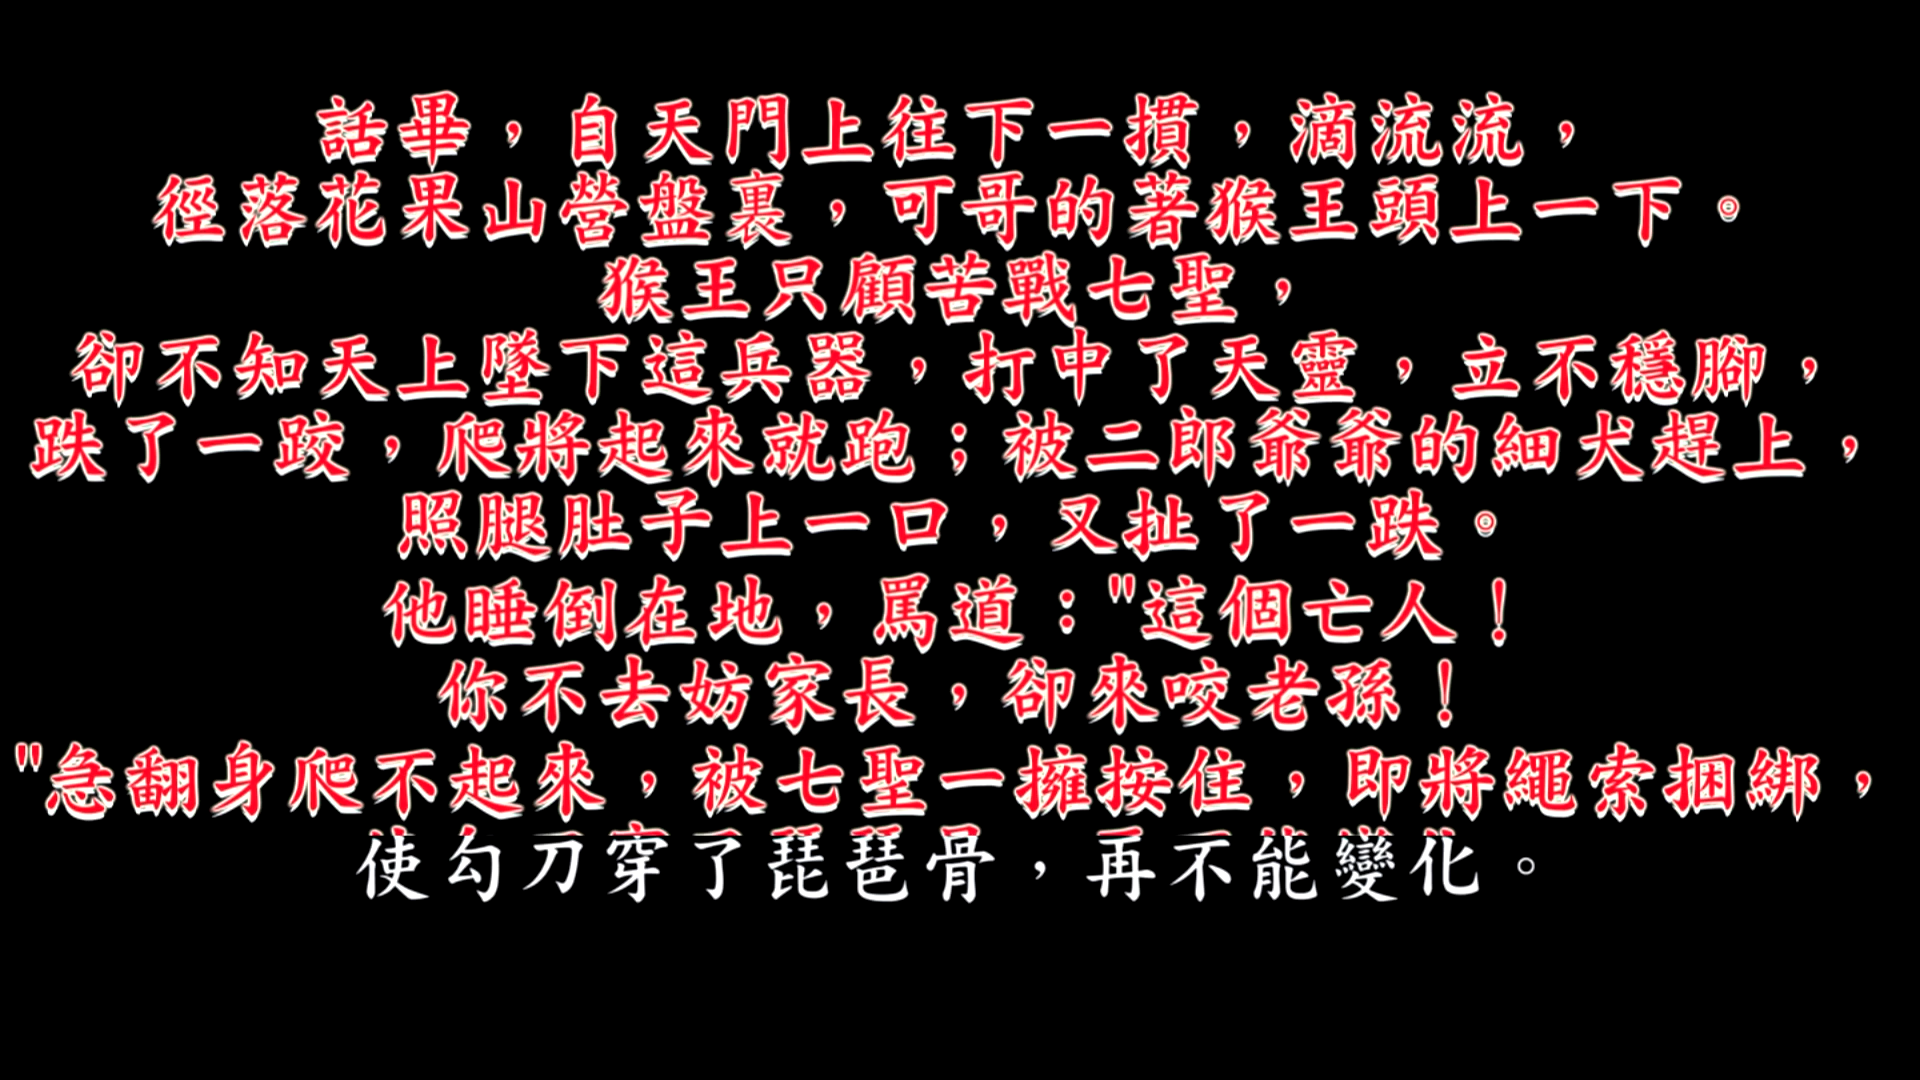 話畢，自天門上往下一摜，滴流流，
徑落花果山營盤裏，可哥的著猴王頭上一下。
猴王只顧苦戰七聖，
卻不知天上墜下這兵器，打中了天靈，立不穩腳，
跌了一跤，爬將起來就跑；被二郎爺爺的細犬趕上，
照腿肚子上一口，又扯了一跌。
他睡倒在地，罵道："這個亡人！
你不去妨家長，卻來咬老孫！
"急翻身爬不起來，被七聖一擁按住，即將繩索捆綁，
使勾刀穿了琵琶骨，再不能變化。